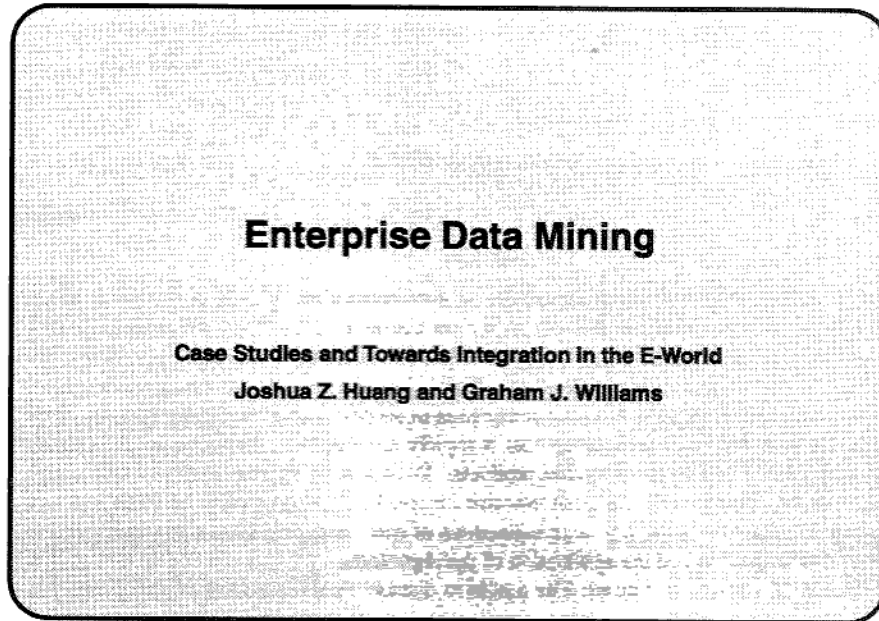 Enterprise Data Mining
Case Studies and Towards Integration in the E-World
Joshua Z. Huang and Graham J. Williams